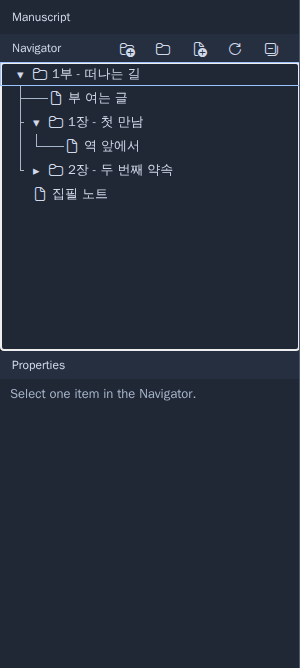 Manuscript
Navigator
1부 - 떠나는 길
부 여는 글
1장 - 첫 만남
역 앞에서
2장 - 두 번째 약속
집필 노트
Properties
Select one item in the Navigator.